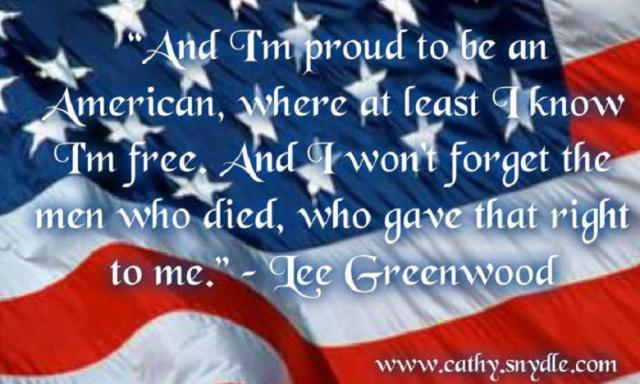 “And I'm proud to be an
American, where at least I know
I'm free. And I won't forget the
men who died, who gave that right
to me.” - Lee Greenwood
www.cathy.snydle.com